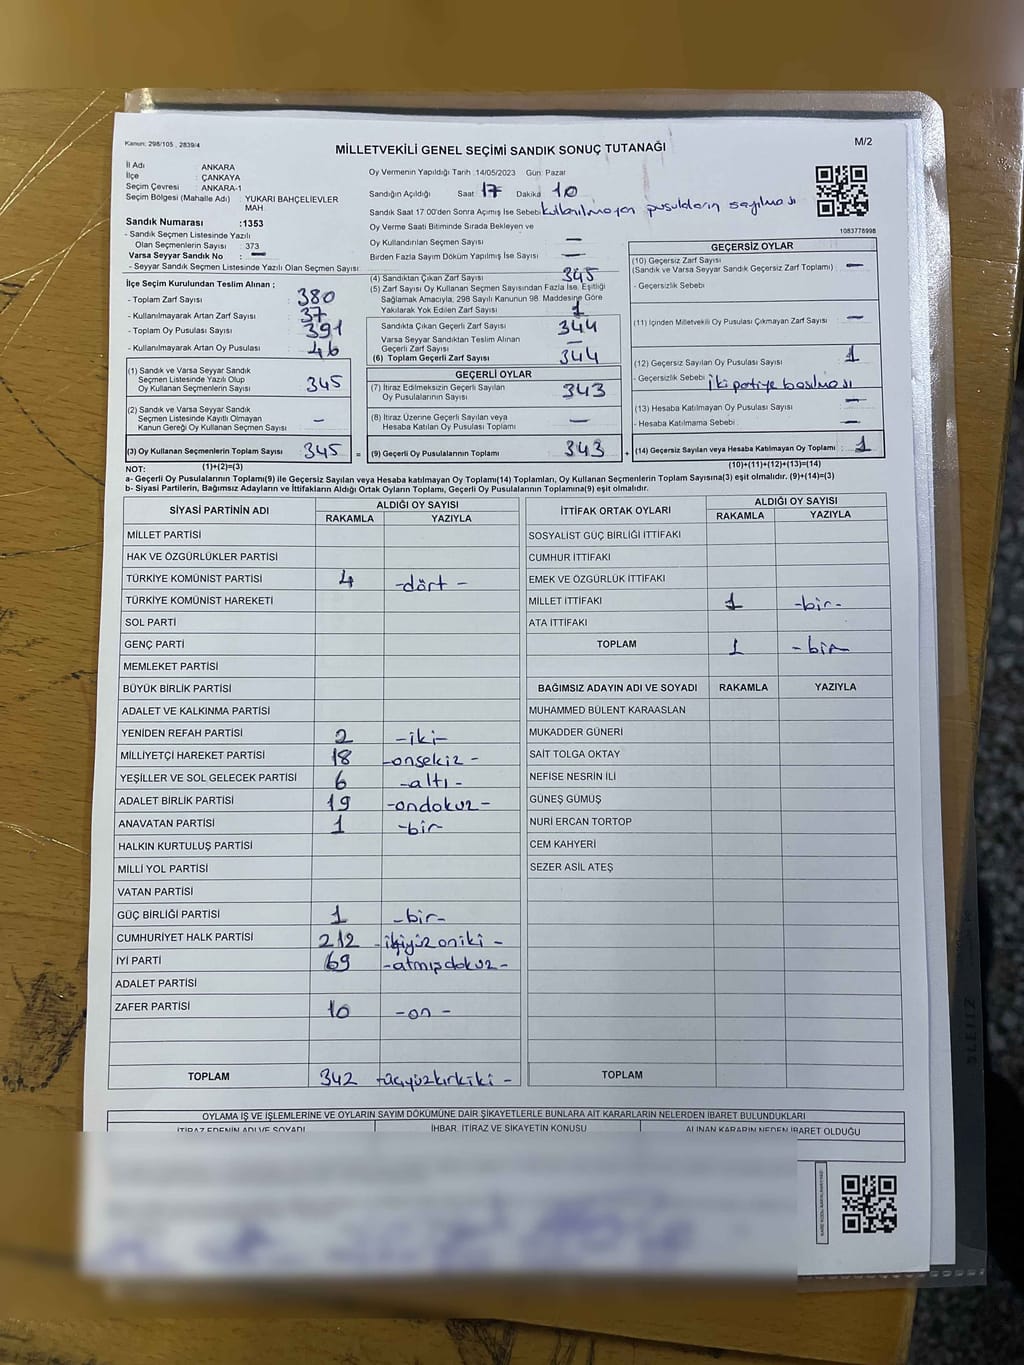 Kanun: 298/105 , 2839/4
M/2
MİLLETVEKİLİ GENEL SEÇİMİ SANDIK SONUÇ TUTANAĞI
İl Adı ANKARA
İlçe : ÇANKAYA
Seçim Çevresi : ANKARA-1
Seçim Bölgesi (Mahalle Adı) : YUKARI BAHÇELİEVLER MAH
Sandık Numarası :1353
- Sandık Seçmen Listesinde Yazılı
Olan Seçmenlerin Sayısı : 373
Varsa Seyyar Sandık No : —
- Seyyar Sandık Seçmen Listesinde Yazılı Olan Seçmen Sayısı
Oy Vermenin Yapıldığı Tarih :14/05/2023 Gün: Pazar
Sandığın Açıldığı Saat 17 Dakika 10
Sandık Saat 17:00'den Sonra Açımış İse Sebebi kullanılmayan pusulaların sayılması
Oy Verme Saati Bitiminde Sırada Bekleyen ve
Oy Kullandırılan Seçmen Sayısı : —
Birden Fazla Sayım Döküm Yapılmış İse Sayısı : —
1083778998
İlçe Seçim Kurulundan Teslim Alınan ;
- Toplam Zarf Sayısı : 380
- Kullanılmayarak Artan Zarf Sayısı : 37
- Toplam Oy Pusulası Sayısı : 391
- Kullanılmayarak Artan Oy Pusulası : 46
(1) Sandık ve Varsa Seyyar Sandık
Seçmen Listesinde Yazılı Olup
Oy Kullanan Seçmenlerin Sayısı : 345
(2) Sandık ve Varsa Seyyar Sandık
Seçmen Listesinde Kayıtlı Olmayan
Kanun Gereği Oy Kullanan Seçmen Sayısı : —
(3) Oy Kullanan Seçmenlerin Toplam Sayısı : 345 =
(4) Sandıktan Çıkan Zarf Sayısı : 345
(5) Zarf Sayısı Oy Kullanan Seçmen Sayısından Fazla İse, Eşitliği
Sağlamak Amacıyla, 298 Sayılı Kanunun 98. Maddesine Göre
Yakılarak Yok Edilen Zarf Sayısı : 1
Sandıkta Çıkan Geçerli Zarf Sayısı : 344
Varsa Seyyar Sandıktan Teslim Alınan
Geçerli Zarf Sayısı : —
(6) Toplam Geçerli Zarf Sayısı : 344
GEÇERLİ OYLAR
(7) İtiraz Edilmeksizin Geçerli Sayılan
Oy Pusulalarının Sayısı : 343
(8) İtiraz Üzerine Geçerli Sayılan veya
Hesaba Katılan Oy Pusulası Toplamı : —
(9) Geçerli Oy Pusulalarının Toplamı : 343 +
GEÇERSİZ OYLAR
(10) Geçersiz Zarf Sayısı : —
(Sandık ve Varsa Seyyar Sandık Geçersiz Zarf Toplamı)
- Geçersizlik Sebebi
(11) İçinden Milletvekili Oy Pusulası Çıkmayan Zarf Sayısı : —
(12) Geçersiz Sayılan Oy Pusulası Sayısı : 1
- Geçersizlik Sebebi iki partiye basılması
(13) Hesaba Katılmayan Oy Pusulası Sayısı : —
- Hesaba Katılmama Sebebi : —
(14) Geçersiz Sayılan veya Hesaba Katılmayan Oy Toplamı : 1
NOT: (1)+(2)=(3) (10)+(11)+(12)+(13)=(14)
a- Geçerli Oy Pusulalarının Toplamı(9) ile Geçersiz Sayılan veya Hesaba Katılmayan Oy Toplam(14) Toplamları, Oy Kullanan Seçmenlerin Toplam Sayısına(3) eşit olmalıdır. (9)+(14)=(3)
b- Siyasi Partilerin, Bağımsız Adayların ve İttifakların Aldığı Ortak Oyların Toplamı, Geçerli Oy Pusulalarının Toplamına(9) eşit olmalıdır.
SİYASİ PARTİNİN ADI ALDIĞI OY SAYISI
RAKAMLA YAZIYLA
MİLLET PARTİSİ
HAK VE ÖZGÜRLÜKLER PARTİSİ
TÜRKİYE KOMÜNİST PARTİSİ 4 -dört-
TÜRKİYE KOMÜNİST HAREKETİ
SOL PARTİ
GENÇ PARTİ
MEMLEKET PARTİSİ
BÜYÜK BİRLİK PARTİSİ
ADALET VE KALKINMA PARTİSİ
YENİDEN REFAH PARTİSİ 2 -iki-
MİLLİYETÇİ HAREKET PARTİSİ 18 -onsekiz-
YEŞİLLER VE SOL GELECEK PARTİSİ 6 -altı-
ADALET BİRLİK PARTİSİ 19 -ondokuz-
ANAVATAN PARTİSİ 1 -bir
HALKIN KURTULUŞ PARTİSİ
MİLLİ YOL PARTİSİ
VATAN PARTİSİ
GÜÇ BİRLİĞİ PARTİSİ 1 -bir-
CUMHURİYET HALK PARTİSİ 212 -ikiyüzoniki-
İYİ PARTİ 69 -atmışdokuz-
ADALET PARTİSİ
ZAFER PARTİSİ 10 -on-
TOPLAM 342 -üçyüzkırkiki-
İTTİFAK ORTAK OYLARI ALDIĞI OY SAYISI
RAKAMLA YAZIYLA
SOSYALİST GÜÇ BİRLİĞİ İTTİFAKI
CUMHUR İTTİFAKI
EMEK VE ÖZGÜRLÜK İTTİFAKI
MİLLET İTTİFAKI 1 -bir-
ATA İTTİFAKI
TOPLAM 1 -bir
BAĞIMSIZ ADAYIN ADI VE SOYADI RAKAMLA YAZIYLA
MUHAMMED BÜLENT KARAASLAN
MUKADDER GÜNERİ
SAİT TOLGA OKTAY
NEFİSE NESRİN İLİ
GÜNEŞ GÜMÜŞ
NURİ ERCAN TORTOP
CEM KAHYERİ
SEZER ASİL ATEŞ
TOPLAM
OYLAMA İŞ VE İŞLEMLERİNE VE OYLARIN SAYIM DÖKÜMÜNE DAİR ŞİKAYETLERLE BUNLARA AİT KARARLARIN NELERDEN İBARET BULUNDUKLARI
İTİRAZ EDENİN ADI VE SOYADI İHBAR, İTİRAZ VE ŞİKAYETİN KONUSU ALINAN KARARIN NEDEN İBARET OLDUĞU